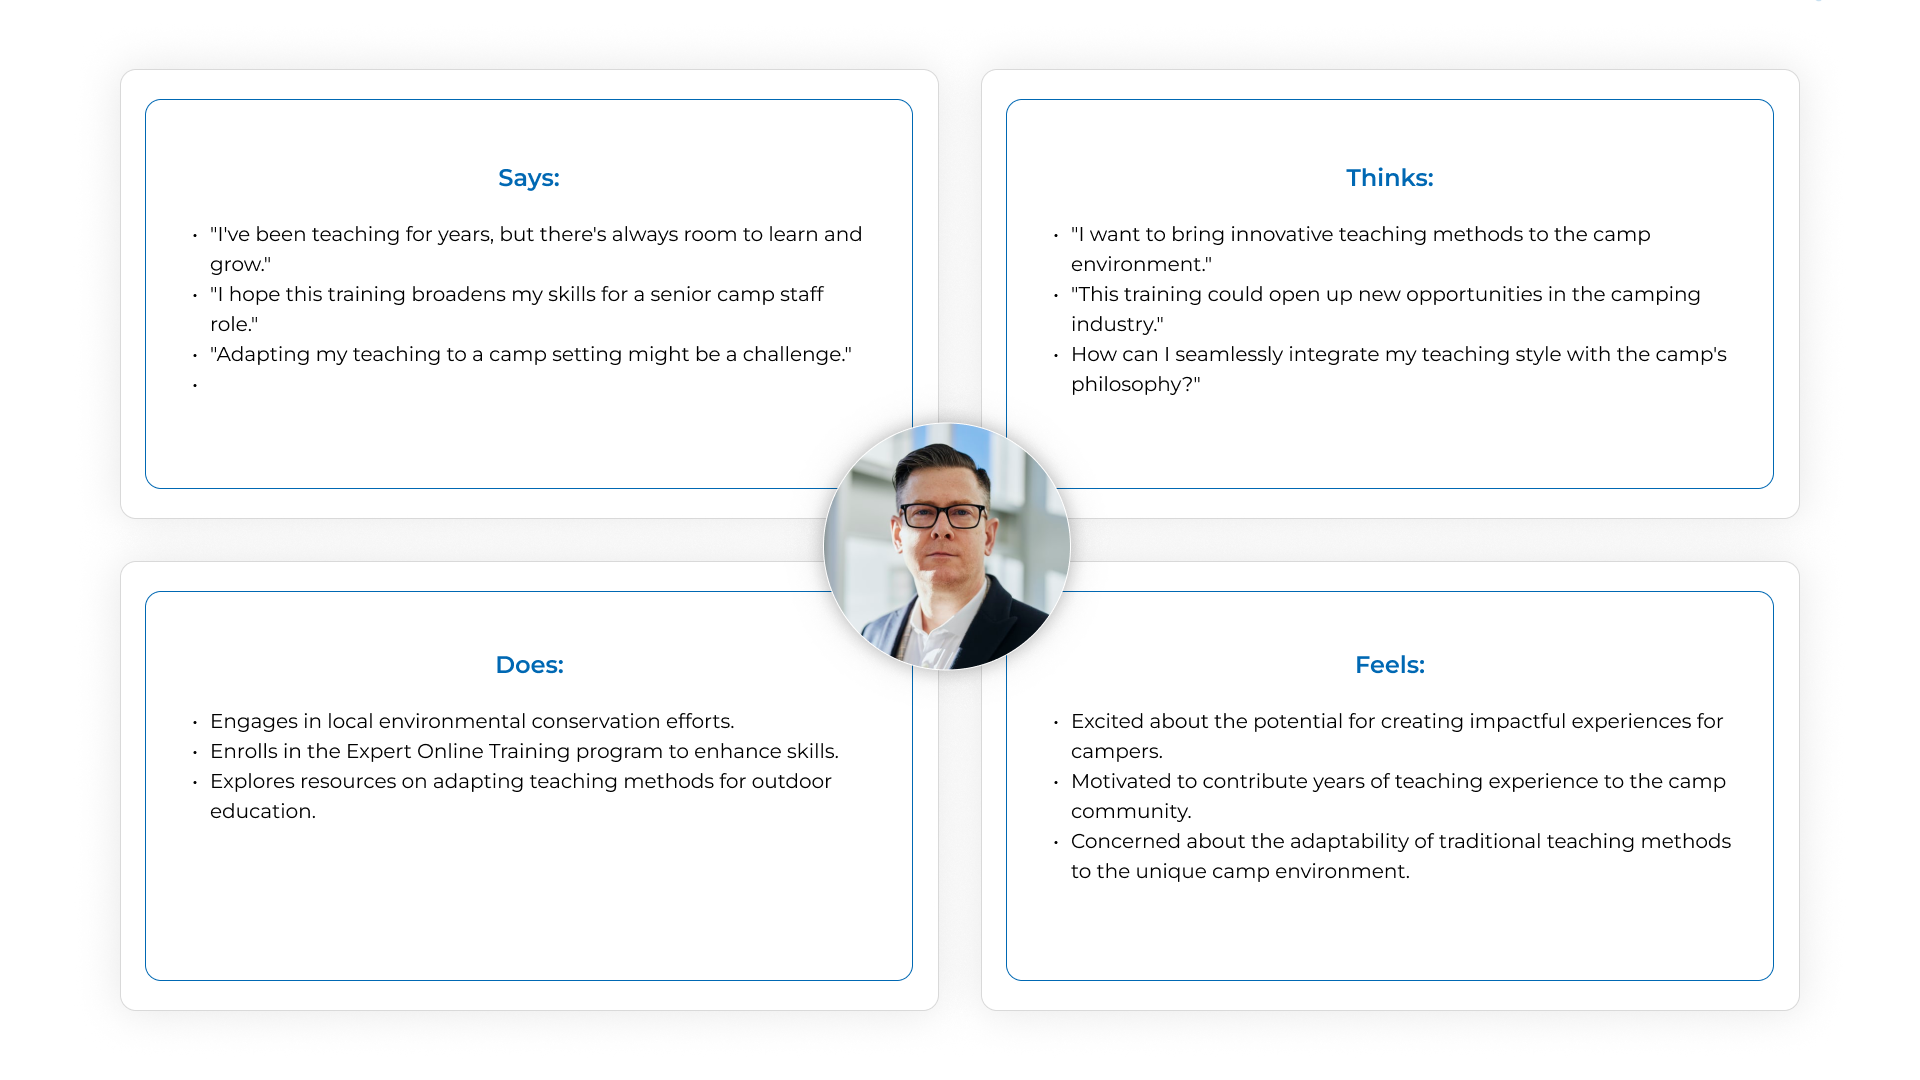 Says:
• "I've been teaching for years, but there's always room to learn and
grow."
• "I hope this training broadens my skills for a senior camp staff
role."
• "Adapting my teaching to a camp setting might be a challenge."
•
Thinks:
• "I want to bring innovative teaching methods to the camp
environment."
• "This training could open up new opportunities in the camping
industry."
• How can I seamlessly integrate my teaching style with the camp's
philosophy?"
Does:
• Engages in local environmental conservation efforts.
• Enrolls in the Expert Online Training program to enhance skills.
• Explores resources on adapting teaching methods for outdoor
education.
Feels:
• Excited about the potential for creating impactful experiences for
campers.
• Motivated to contribute years of teaching experience to the camp
community.
• Concerned about the adaptability of traditional teaching methods
to the unique camp environment.